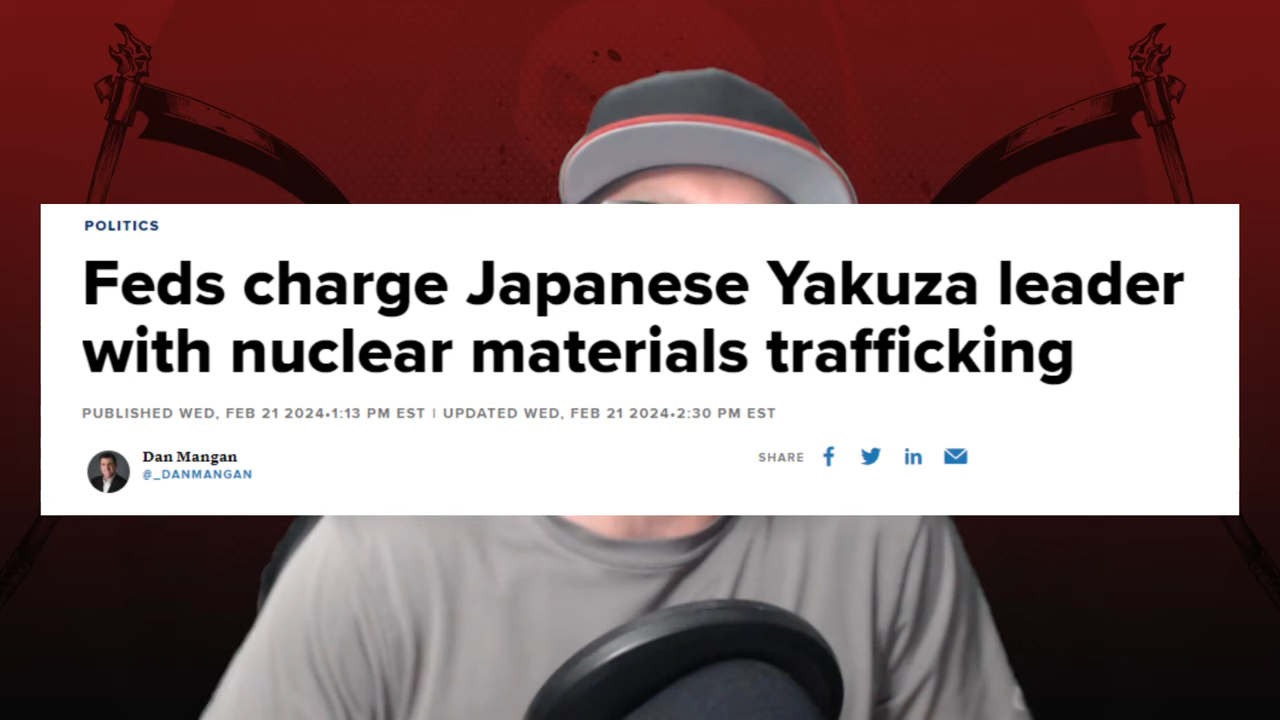 POLITICS
Feds charge Japanese Yakuza leader
with nuclear materials trafficking
PUBLISHED WED, FEB 21 2024•1:13 PM EST | UPDATED WED, FEB 21 2024•2:30 PM EST
Dan Mangan
@_DANMANGAN
SHARE